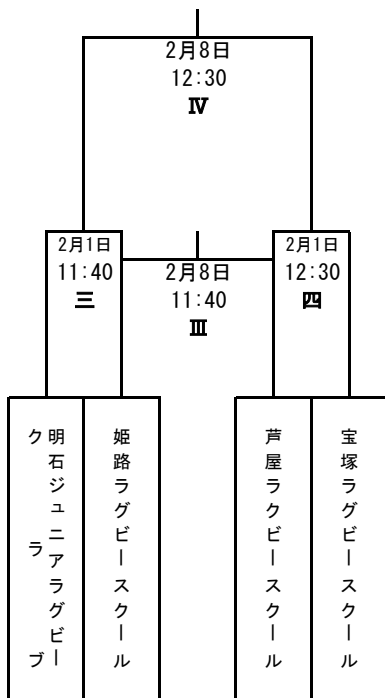 2月8日
12:30
Ⅳ
2月1日
11:40
三
2月8日
11:40
Ⅲ
2月1日
12:30
四
明石ジュニアラグビー
クラブ
姫路ラグビースクール
芦屋ラクビースクール
宝塚ラグビースクール